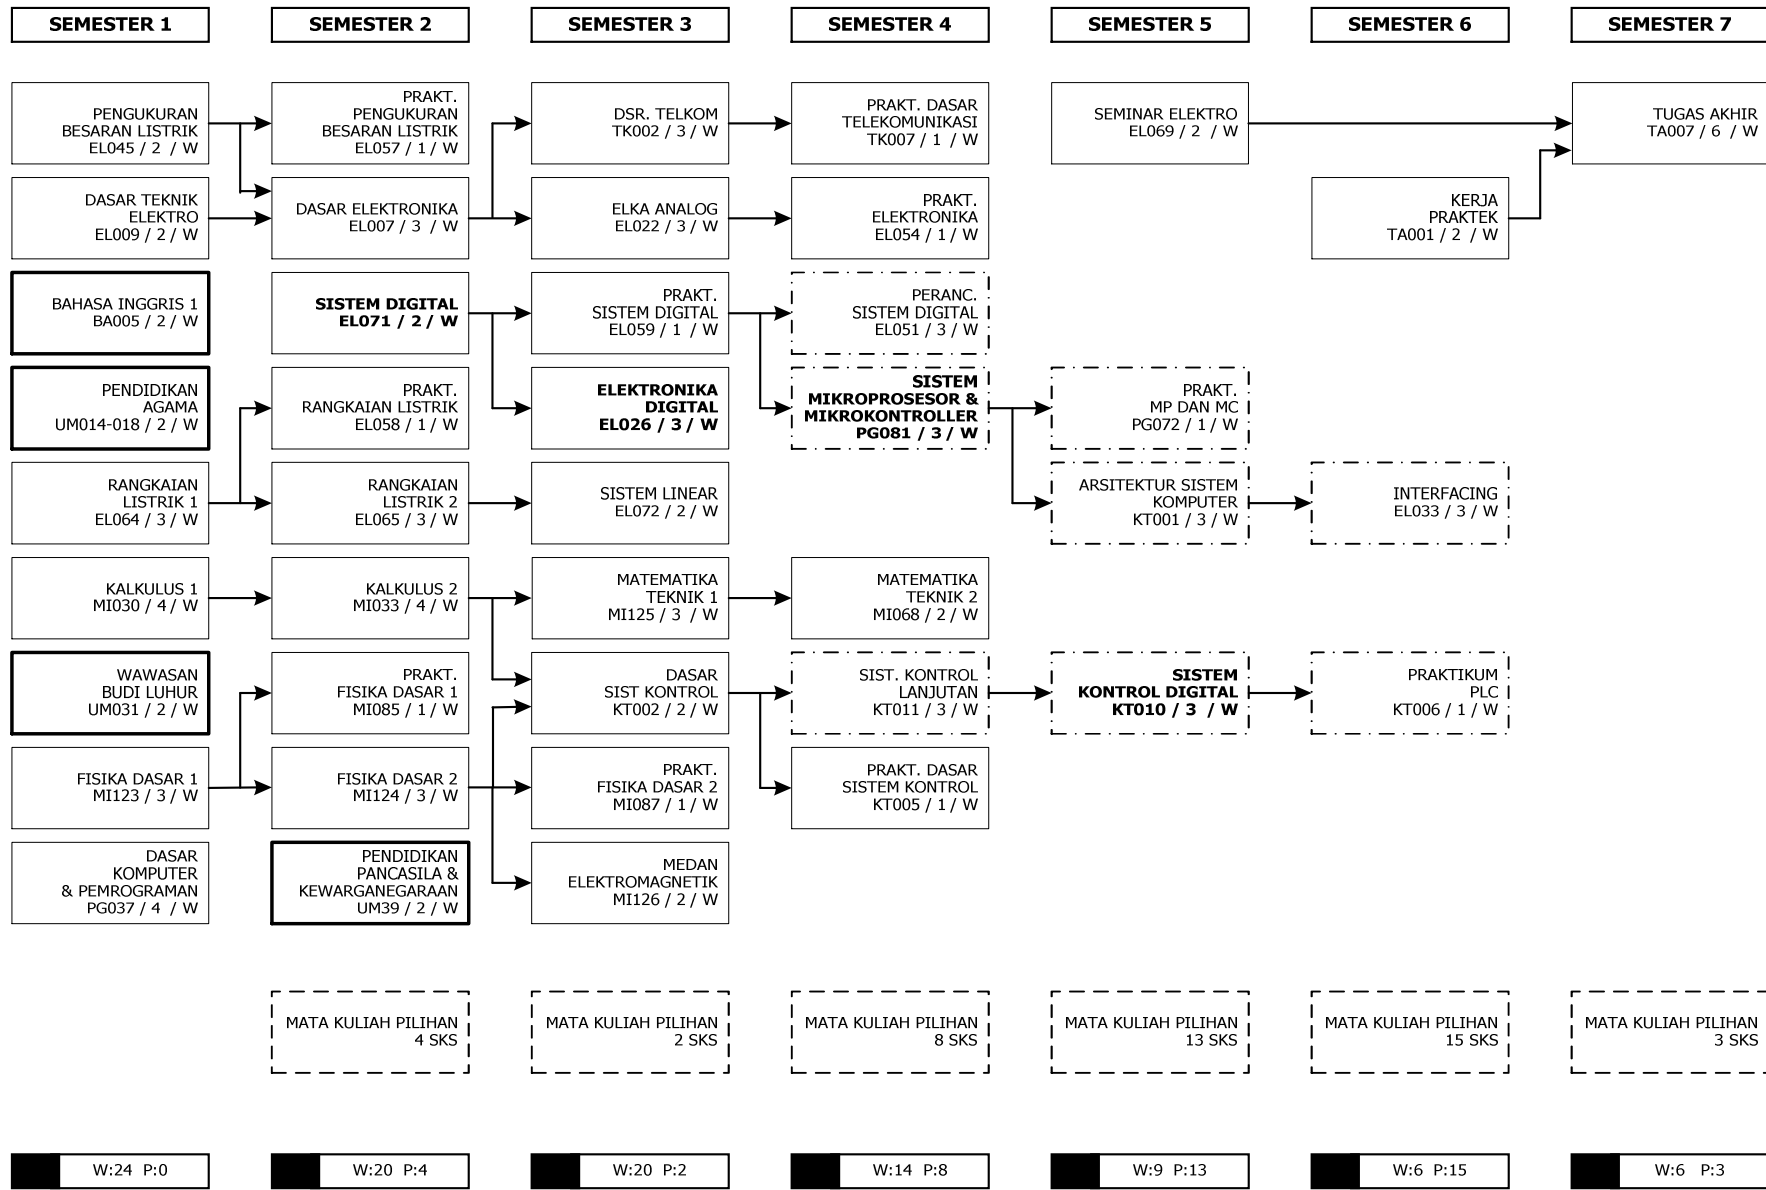 SEMESTER 1
SEMESTER 2
SEMESTER 3
SEMESTER 4
SEMESTER 5
SEMESTER 6
SEMESTER 7
PENGUKURAN
BESARAN LISTRIK
EL045 / 2 / W
PRAKT.
PENGUKURAN
BESARAN LISTRIK
EL057 / 1 / W
DSR. TELKOM
TK002 / 3 / W
PRAKT. DASAR
TELEKOMUNIKASI
TK007 / 1 / W
SEMINAR ELEKTRO
EL069 / 2 / W
TUGAS AKHIR
TA007 / 6 / W
DASAR TEKNIK
ELEKTRO
EL009 / 2 / W
DASAR ELEKTRONIKA
EL007 / 3 / W
ELKA ANALOG
EL022 / 3 / W
PRAKT.
ELEKTRONIKA
EL054 / 1 / W
KERJA
PRAKTEK
TA001 / 2 / W
BAHASA INGGRIS 1
BA005 / 2 / W
SISTEM DIGITAL
EL071 / 2 / W
PRAKT.
SISTEM DIGITAL
EL059 / 1 / W
PERANC.
SISTEM DIGITAL
EL051 / 3 / W
PENDIDIKAN
AGAMA
UM014-018 / 2 / W
PRAKT.
RANGKAIAN LISTRIK
EL058 / 1 / W
ELEKTRONIKA
DIGITAL
EL026 / 3 / W
SISTEM
MIKROPROSESOR &
MIKROKONTROLLER
PG081 / 3 / W
PRAKT.
MP DAN MC
PG072 / 1 / W
RANGKAIAN
LISTRIK 1
EL064 / 3 / W
RANGKAIAN
LISTRIK 2
EL065 / 3 / W
SISTEM LINEAR
EL072 / 2 / W
ARSITEKTUR SISTEM
KOMPUTER
KT001 / 3 / W
INTERFACING
EL033 / 3 / W
KALKULUS 1
MI030 / 4 / W
KALKULUS 2
MI033 / 4 / W
MATEMATIKA
TEKNIK 1
MI125 / 3 / W
MATEMATIKA
TEKNIK 2
MI068 / 2 / W
WAWASAN
BUDI LUHUR
UM031 / 2 / W
PRAKT.
FISIKA DASAR 1
MI085 / 1 / W
DASAR
SIST KONTROL
KT002 / 2 / W
SIST. KONTROL
LANJUTAN
KT011 / 3 / W
SISTEM
KONTROL DIGITAL
KT010 / 3 / W
PRAKTIKUM
PLC
KT006 / 1 / W
FISIKA DASAR 1
MI123 / 3 / W
FISIKA DASAR 2
MI124 / 3 / W
PRAKT.
FISIKA DASAR 2
MI087 / 1 / W
PRAKT. DASAR
SISTEM KONTROL
KT005 / 1 / W
DASAR
KOMPUTER
& PEMROGRAMAN
PG037 / 4 / W
PENDIDIKAN
PANCASILA &
KEWARGANEGARAAN
UM39 / 2 / W
MEDAN
ELEKTROMAGNETIK
MI126 / 2 / W
MATA KULIAH PILIHAN
4 SKS
MATA KULIAH PILIHAN
2 SKS
MATA KULIAH PILIHAN
8 SKS
MATA KULIAH PILIHAN
13 SKS
MATA KULIAH PILIHAN
15 SKS
MATA KULIAH PILIHAN
3 SKS
W:24 P:0
W:20 P:4
W:20 P:2
W:14 P:8
W:9 P:13
W:6 P:15
W:6 P:3